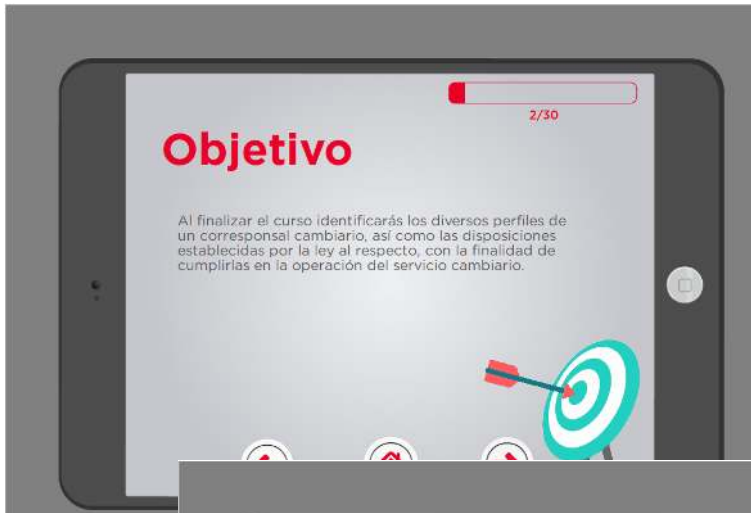 2/30
Objetivo
Al finalizar el curso identificarás los diversos perfiles de
un corresponsal cambiario, así como las disposiciones
establecidas por la ley al respecto, con la finalidad de
cumplirlas en la operación del servicio cambiario.